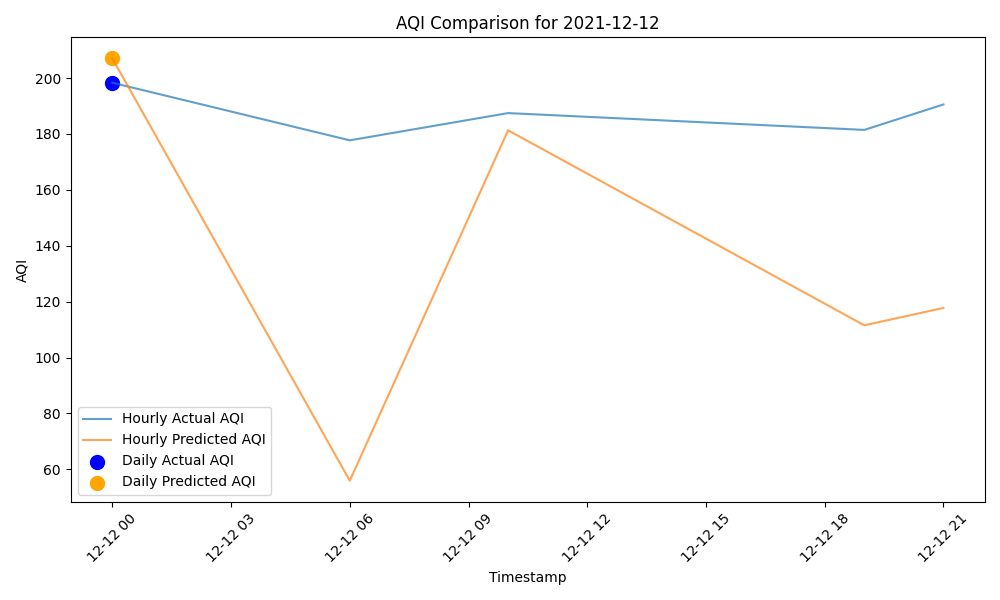 AQI Comparison for 2021-12-12
AQI
200
180
160
140
120
100
80
60
Hourly Actual AQI
Hourly Predicted AQI
Daily Actual AQI
Daily Predicted AQI
12-12 00
12-12 03
12-12 06
12-12 09
12-12 12
12-12 15
12-12 18
12-12 21
Timestamp